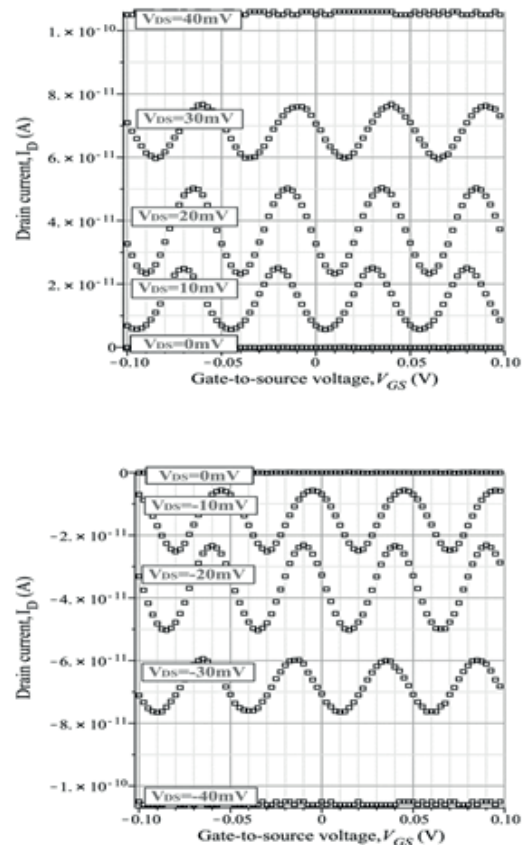 1. × 10⁻¹⁰
VDS=40mV
8. × 10⁻¹¹
VDS=30mV
6. × 10⁻¹¹
Drain current, ID (A)
4. × 10⁻¹¹
VDS=20mV
2. × 10⁻¹¹
VDS=10mV
VDS=0mV
0
-0.10 -0.05 0 0.05 0.10
Gate-to-source voltage, VGS (V)
0
VDS=0mV
VDS=-10mV
-2. × 10⁻¹¹
VDS=-20mV
-4. × 10⁻¹¹
Drain current, ID (A)
-6. × 10⁻¹¹
VDS=-30mV
-8. × 10⁻¹¹
-1. × 10⁻¹⁰
VDS=-40mV
-0.10 -0.05 0 0.05 0.10
Gate-to-source voltage, VGS (V)